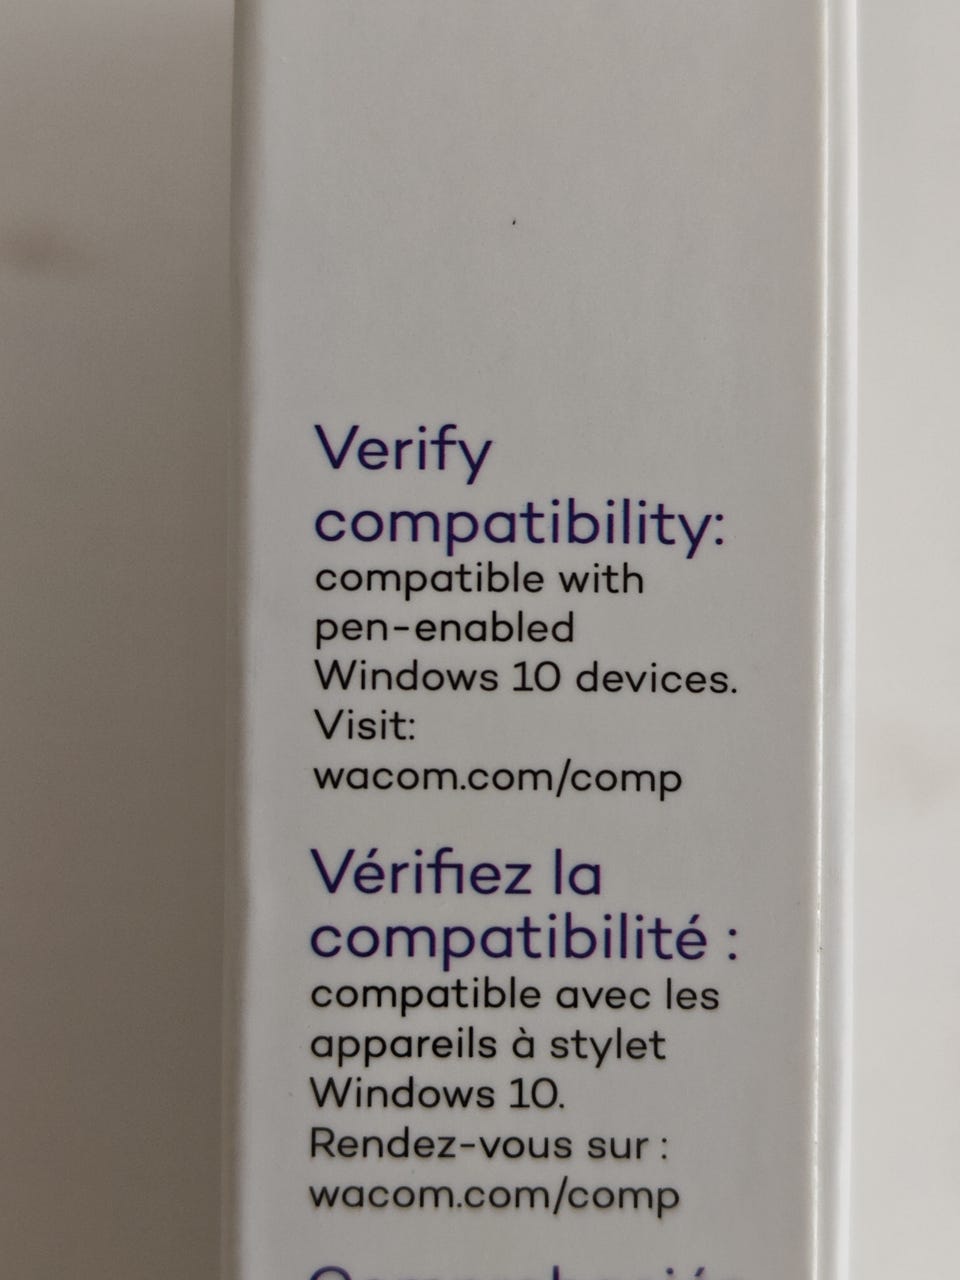 Verify
compatibility:
compatible with
pen-enabled
Windows 10 devices.
Visit:
wacom.com/comp
Vérifiez la
compatibilité :
compatible avec les
appareils à stylet
Windows 10.
Rendez-vous sur :
wacom.com/comp